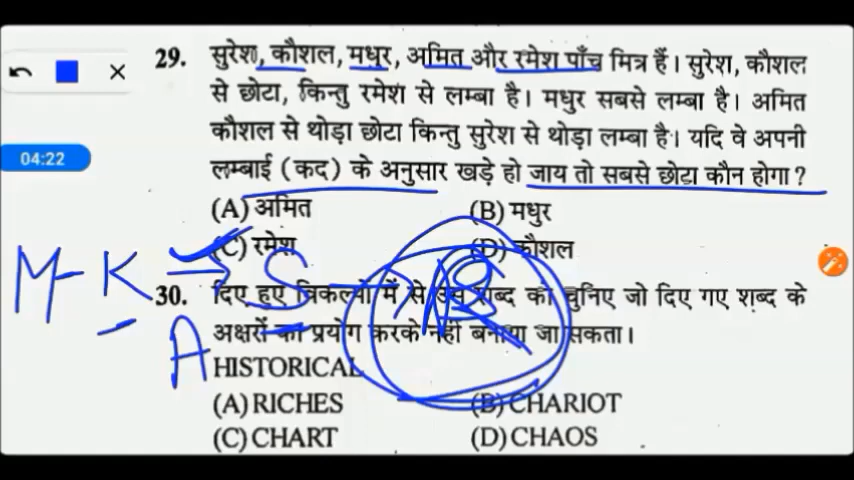 29. सुरेश, कौशल, मधुर, अमित और रमेश पाँच मित्र हैं। सुरेश, कौशल
से छोटा, किन्तु रमेश से लम्बा है। मधुर सबसे लम्बा है। अमित
कौशल से थोड़ा छोटा किन्तु सुरेश से थोड़ा लम्बा है। यदि वे अपनी
04:22
लम्बाई (कद) के अनुसार खड़े हो जाय तो सबसे छोटा कौन होगा?
(A) अमित (B) मधुर
(C) रमेश (D) कौशल
M - K → S → R
30. दिए हुए विकल्पों में से उस शब्द को चुनिए जो दिए गए शब्द के
अक्षरों का प्रयोग करके नहीं बनाया जा सकता।
A
HISTORICAL
(A) RICHES (B) CHARIOT
(C) CHART (D) CHAOS